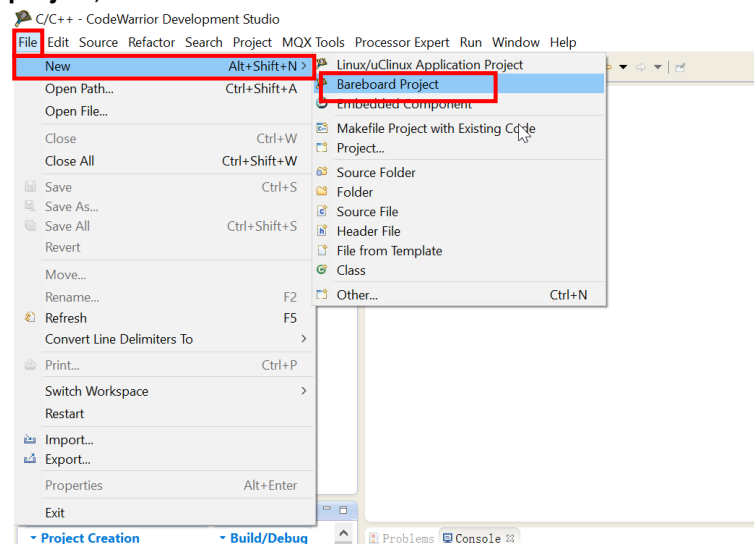 C/C++ - CodeWarrior Development Studio
File Edit Source Refactor Search Project MQX Tools Processor Expert Run Window Help
New Alt+Shift+N >
Open Path... Ctrl+Shift+A
Open File...
Close Ctrl+W
Close All Ctrl+Shift+W
Save Ctrl+S
Save As...
Save All Ctrl+Shift+S
Revert
Move...
Rename... F2
Refresh F5
Convert Line Delimiters To >
Print... Ctrl+P
Switch Workspace >
Restart
Import...
Export...
Properties Alt+Enter
Exit
Linux/uClinux Application Project
Bareboard Project
Embedded Component
Makefile Project with Existing Code
Project...
Source Folder
Folder
Source File
Header File
File from Template
Class
Other... Ctrl+N
Project Creation Build/Debug
Problems Console